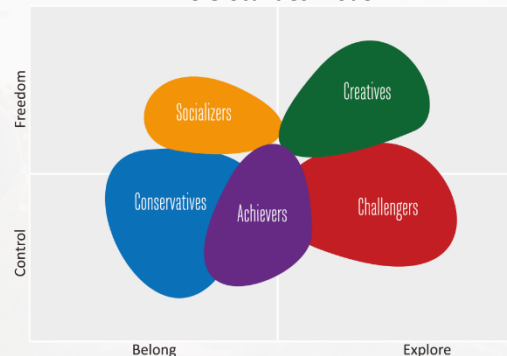 Freedom
Creatives
Socializers
Conservatives
Achievers
Challengers
Control
Belong
Explore